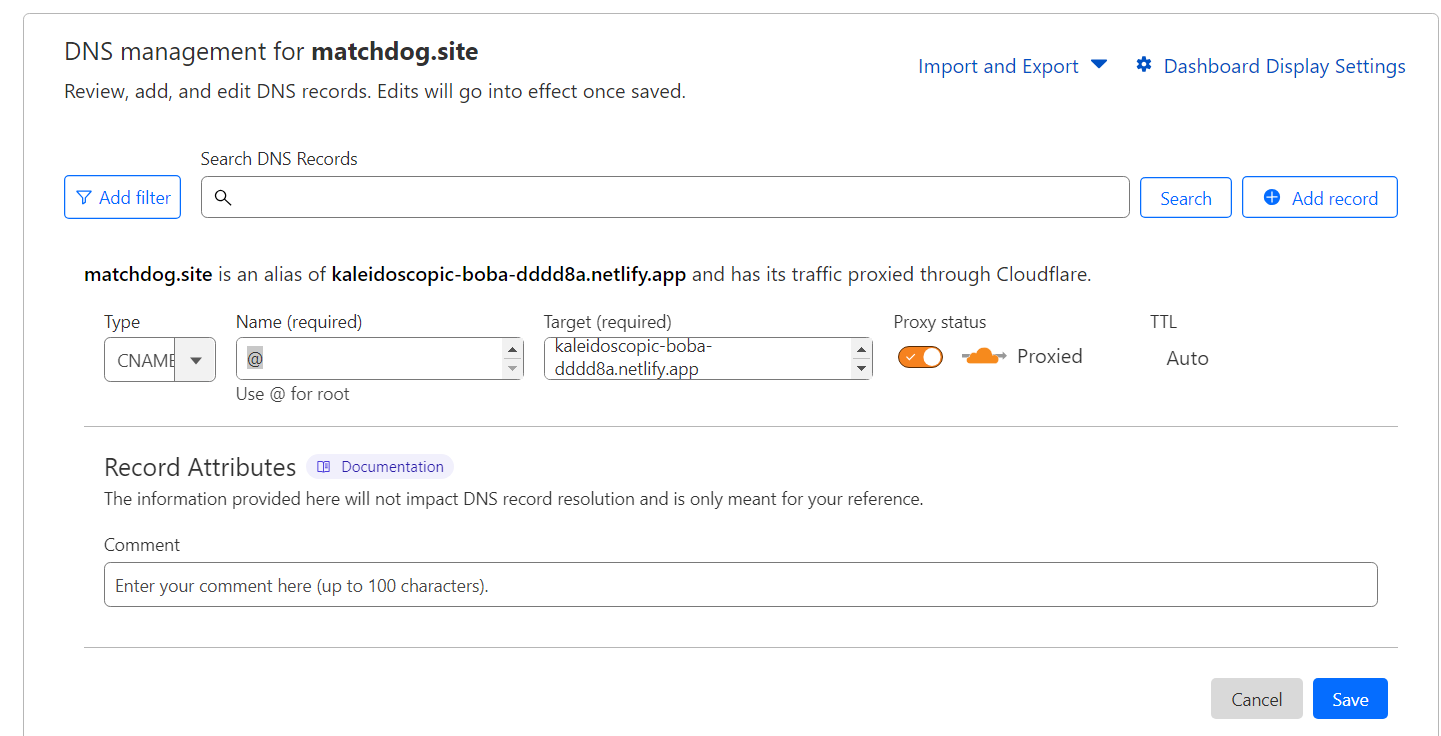 DNS management for matchdog.site
Import and Export
Dashboard Display Settings
Review, add, and edit DNS records. Edits will go into effect once saved.
Search DNS Records
Add filter
Search
Add record
matchdog.site is an alias of kaleidoscopic-boba-dddd8a.netlify.app and has its traffic proxied through Cloudflare.
Type
Name (required)
Target (required)
Proxy status
TTL
CNAME
@
kaleidoscopic-boba-
dddd8a.netlify.app
Proxied
Auto
Use @ for root
Record Attributes
Documentation
The information provided here will not impact DNS record resolution and is only meant for your reference.
Comment
Enter your comment here (up to 100 characters).
Cancel
Save